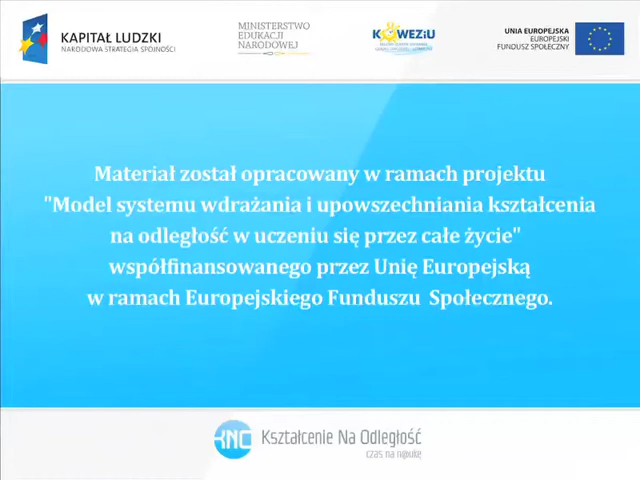 KAPITAŁ LUDZKI
NARODOWA STRATEGIA SPÓJNOŚCI
MINISTERSTWO
EDUKACJI
NARODOWEJ
KOWEZiU
UNIA EUROPEJSKA
EUROPEJSKI
FUNDUSZ SPOŁECZNY
Materiał został opracowany w ramach projektu
"Model systemu wdrażania i upowszechniania kształcenia
na odległość w uczeniu się przez całe życie"
współfinansowanego przez Unię Europejską
w ramach Europejskiego Funduszu Społecznego.
KNO Kształcenie Na Odległość
czas na naukę